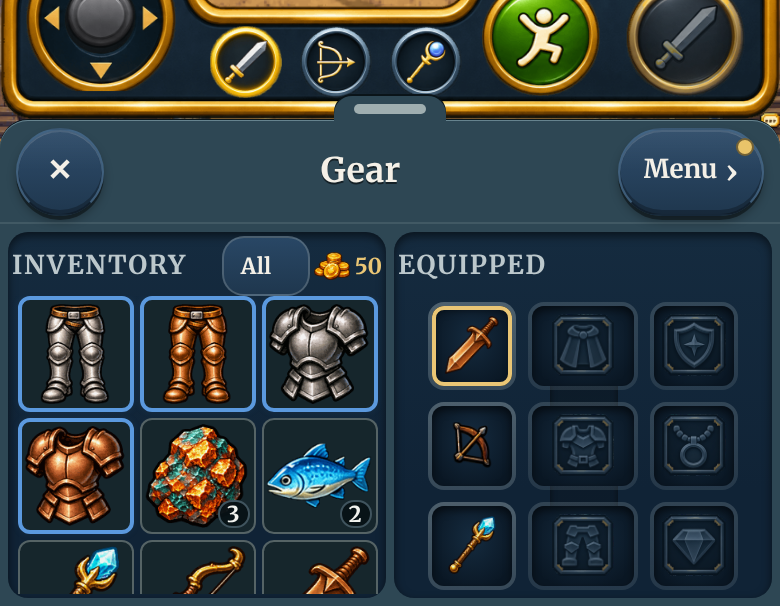 ×
Gear
Menu ›
INVENTORY
All
50
EQUIPPED
3
2